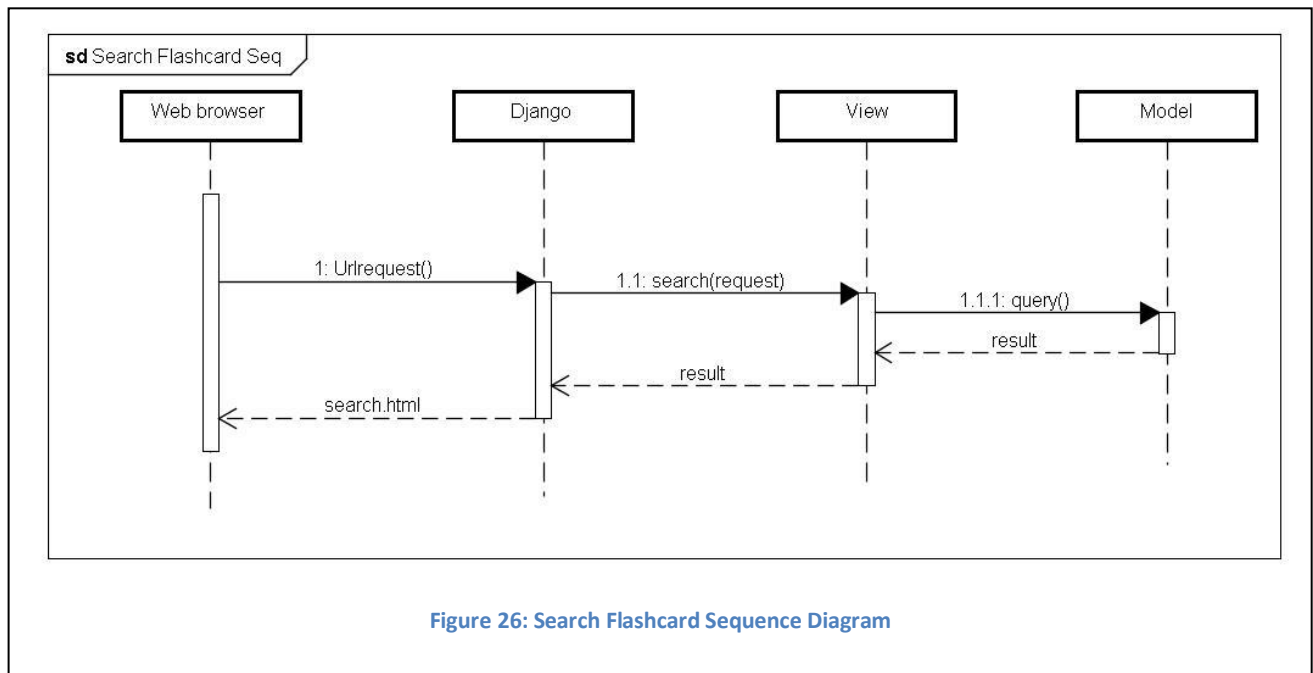 sd Search Flashcard Seq
Web browser
Django
View
Model
1: Urlrequest()
1.1: search(request)
1.1.1: query()
result
result
search.html
Figure 26: Search Flashcard Sequence Diagram